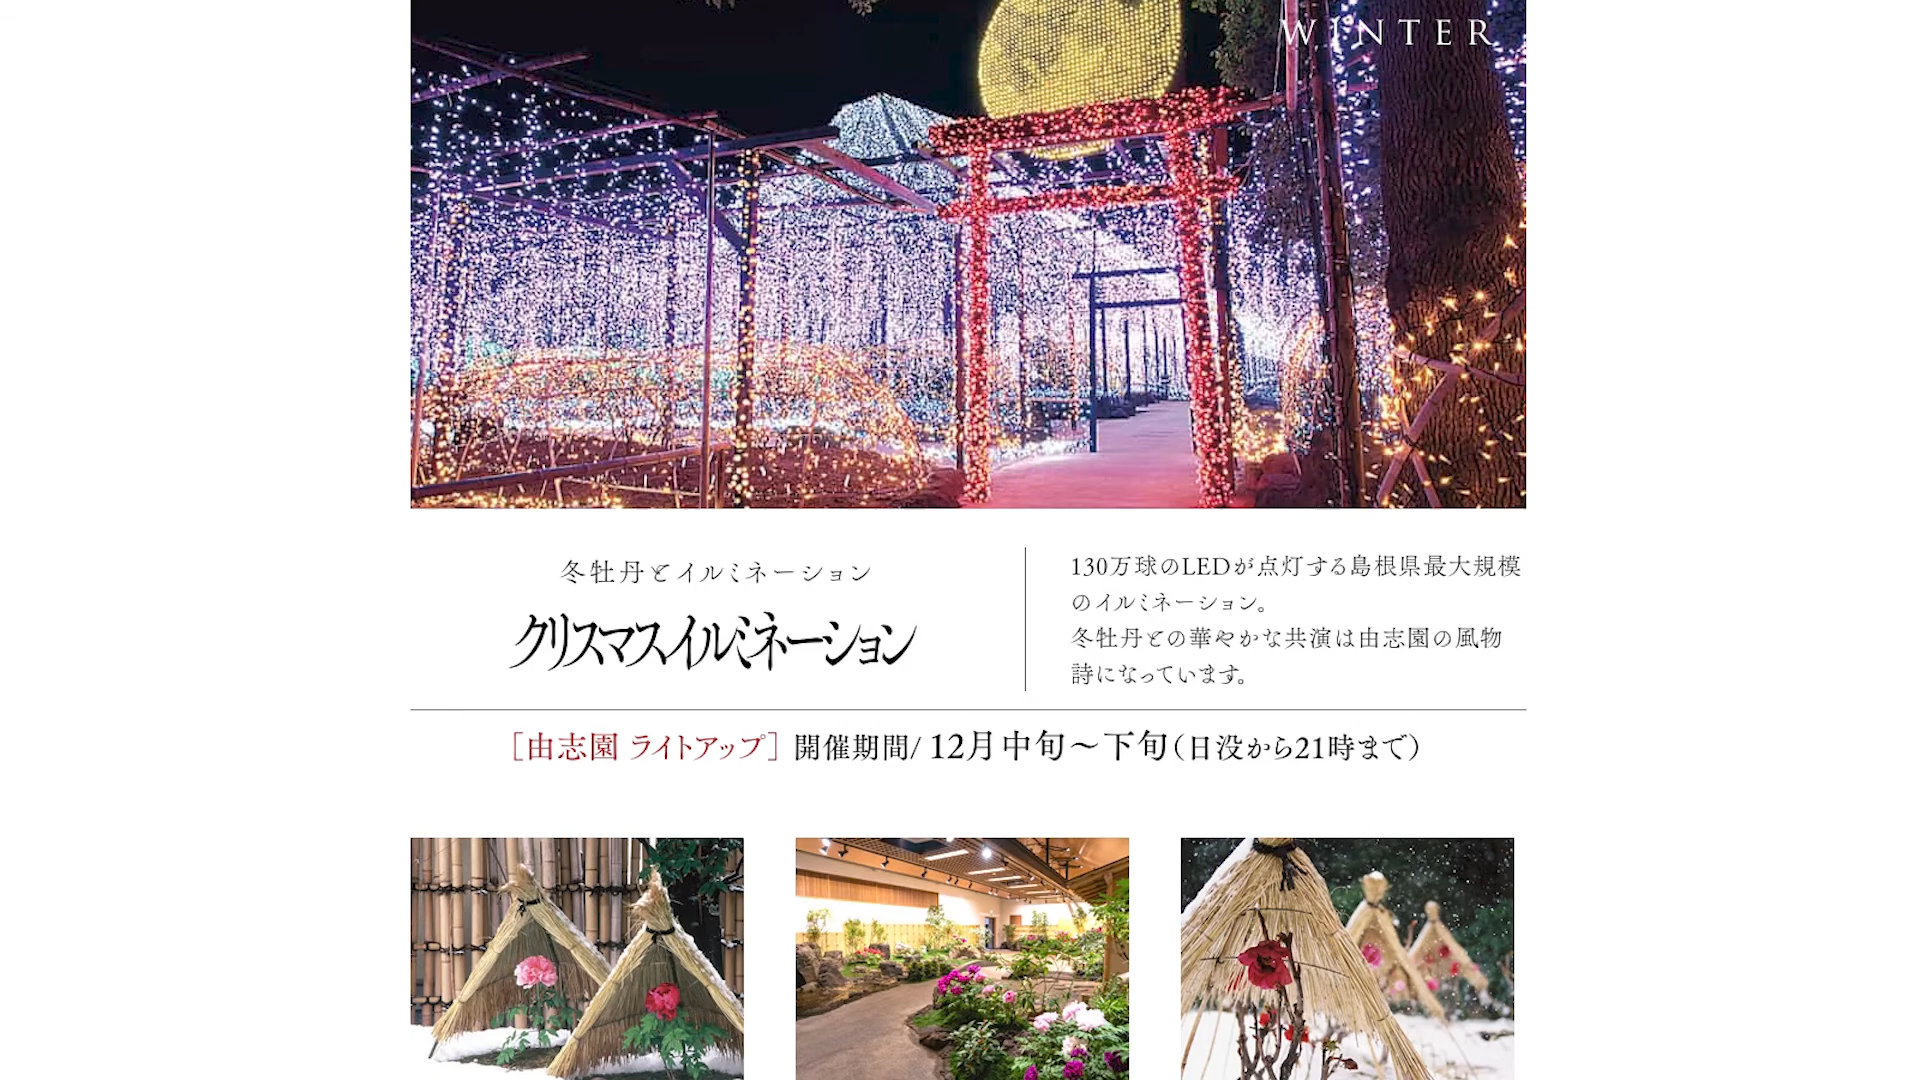 WINTER
冬牡丹とイルミネーション
クリスマスイルミネーション
130万球のLEDが点灯する島根県最大規模
のイルミネーション。
冬牡丹との華やかな共演は由志園の風物
詩になっています。
［由志園 ライトアップ］ 開催期間/ 12月中旬～下旬（日没から21時まで）